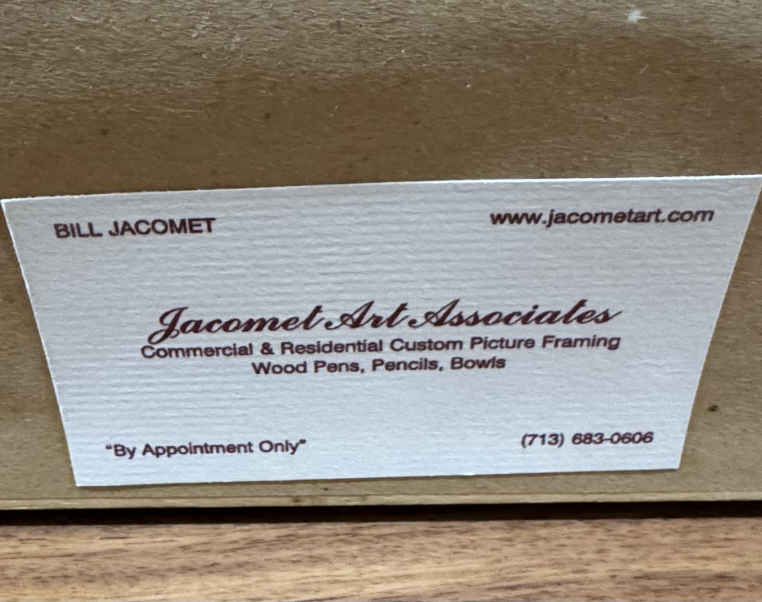 BILL JACOMET
www.jacometart.com
Jacomet Art Associates
Commercial & Residential Custom Picture Framing
Wood Pens, Pencils, Bowls
"By Appointment Only"
(713) 683-0606